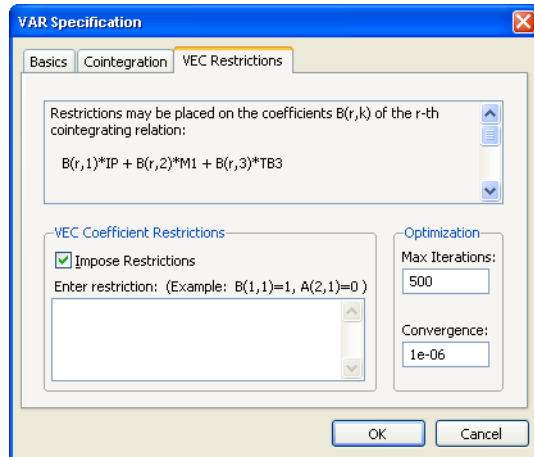 VAR Specification
Basics
Cointegration
VEC Restrictions
Restrictions may be placed on the coefficients B(r,k) of the r-th
cointegrating relation:
B(r,1)*IP + B(r,2)*M1 + B(r,3)*TB3
VEC Coefficient Restrictions
Impose Restrictions
Enter restriction: (Example: B(1,1)=1, A(2,1)=0 )
Optimization
Max Iterations:
500
Convergence:
1e-06
OK
Cancel